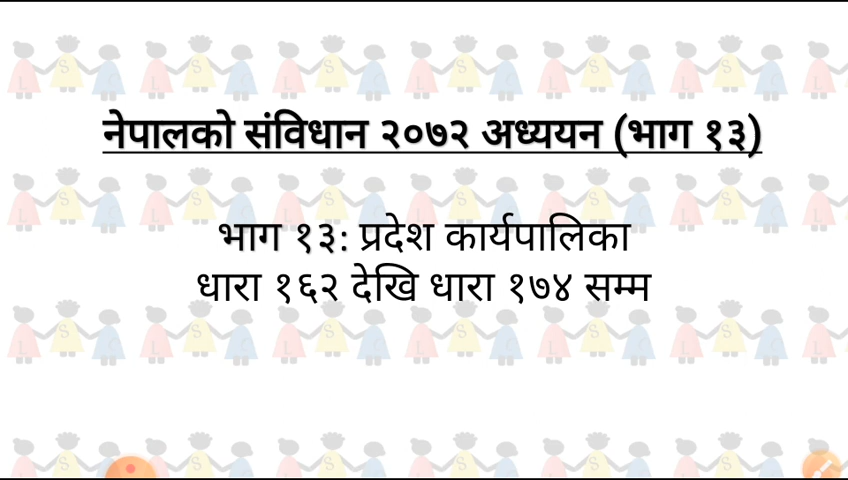 नेपालको संविधान २०७२ अध्ययन (भाग १३)
भाग १३: प्रदेश कार्यपालिका
धारा १६२ देखि धारा १७४ सम्म